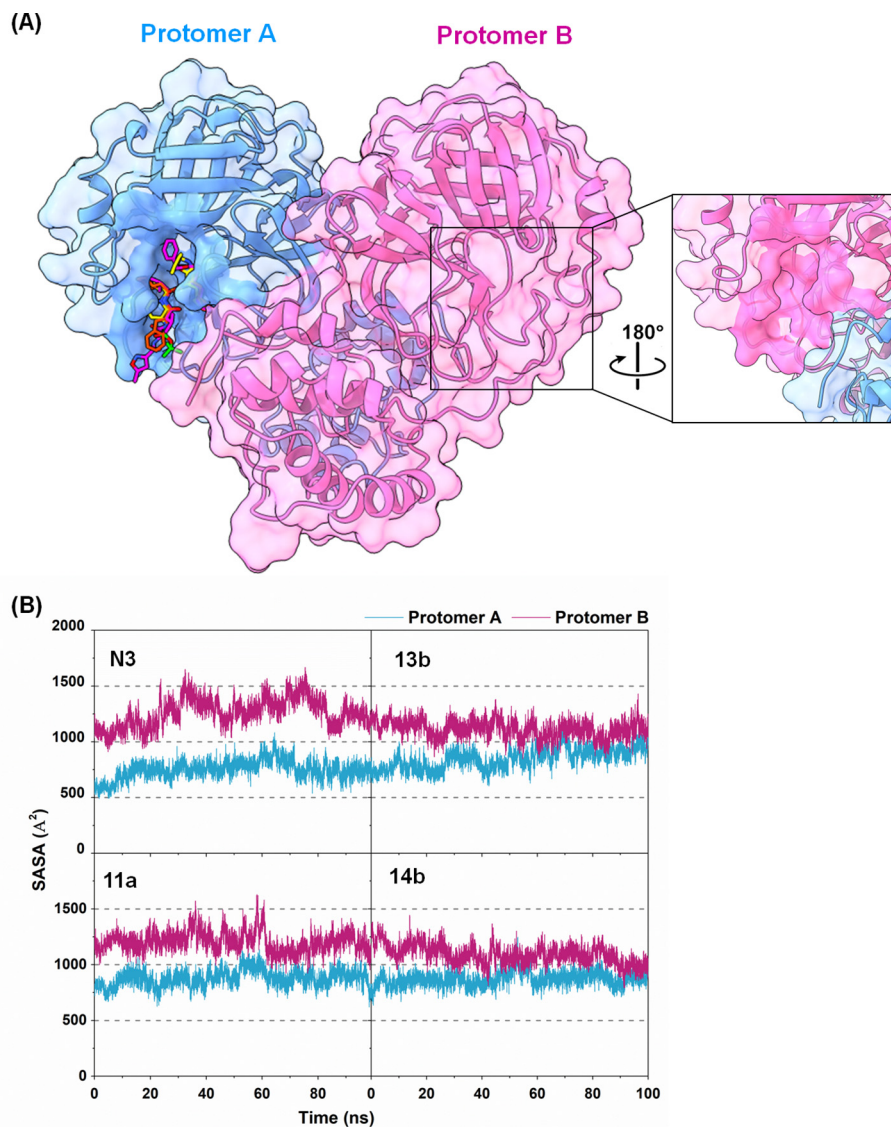 (A)
Protomer A
Protomer B
180°
(B)
Protomer A
Protomer B
2000
N3
13b
1500
1000
500
0
SASA (Å²)
11a
14b
1500
1000
500
0
0 20 40 60 80 0 20 40 60 80 100
Time (ns)